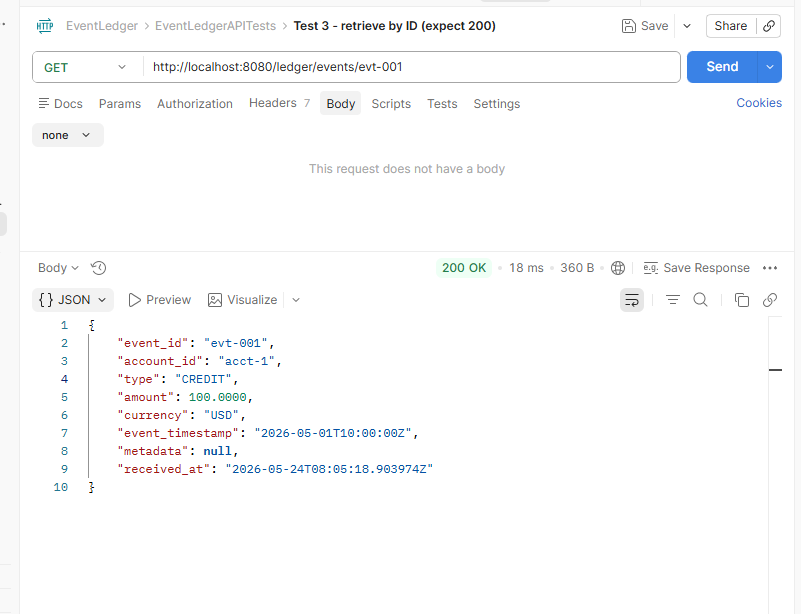 HTTP EventLedger > EventLedgerAPITests > Test 3 - retrieve by ID (expect 200) Save Share
GET http://localhost:8080/ledger/events/evt-001 Send
Docs Params Authorization Headers 7 Body Scripts Tests Settings Cookies
none
This request does not have a body
Body 200 OK • 18 ms • 360 B e.g. Save Response
{} JSON Preview Visualize
1 {
2 "event_id": "evt-001",
3 "account_id": "acct-1",
4 "type": "CREDIT",
5 "amount": 100.0000,
6 "currency": "USD",
7 "event_timestamp": "2026-05-01T10:00:00Z",
8 "metadata": null,
9 "received_at": "2026-05-24T08:05:18.903974Z"
10 }